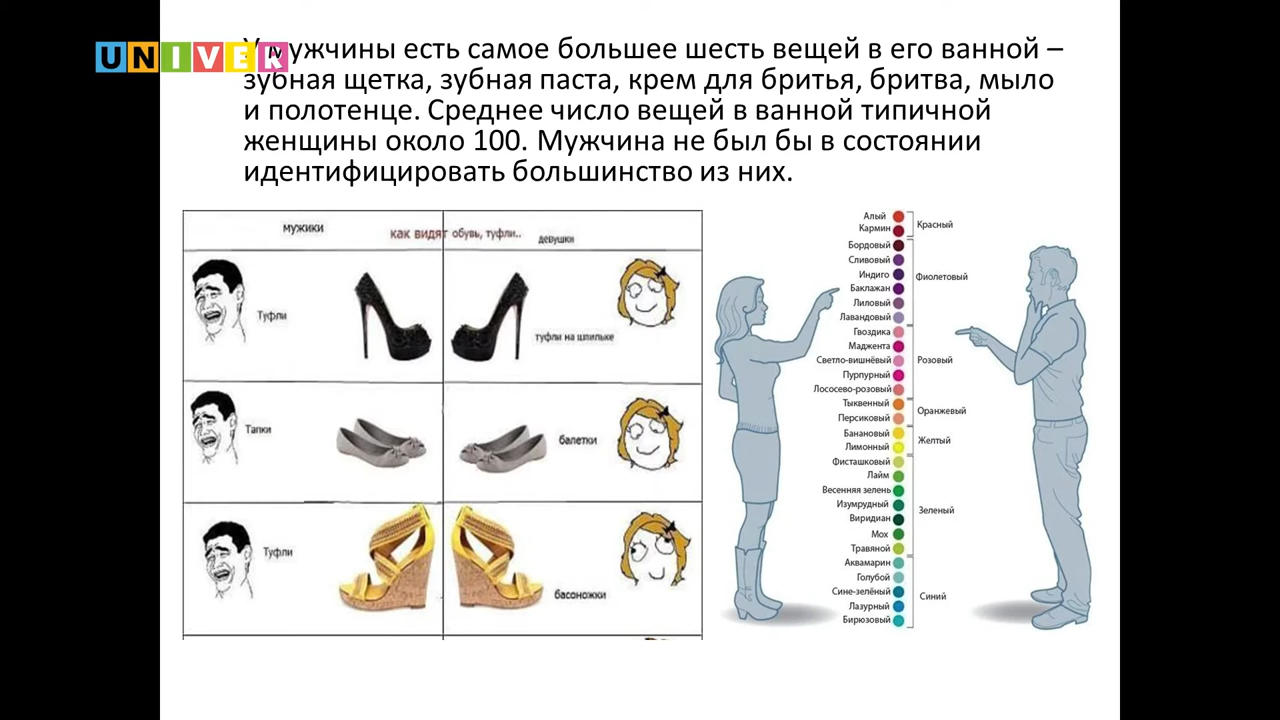 UNIVER
У мужчины есть самое большее шесть вещей в его ванной –
зубная щетка, зубная паста, крем для бритья, бритва, мыло
и полотенце. Среднее число вещей в ванной типичной
женщины около 100. Мужчина не был бы в состоянии
идентифицировать большинство из них.
мужики
как видят обувь, туфли..
девушки
Туфли
туфли на шпильке
Тапки
балетки
Туфли
басоножки
Алый
Кармин
Красный
Бордовый
Сливовый
Индиго
Баклажан
Лиловый
Лавандовый
Фиолетовый
Гвоздика
Маджента
Светло-вишнёвый
Пурпурный
Лососево-розовый
Розовый
Тыквенный
Персиковый
Оранжевый
Банановый
Лимонный
Желтый
Фисташковый
Лайм
Весенняя зелень
Изумрудный
Виридиан
Мох
Травяной
Зеленый
Аквамарин
Голубой
Сине-зелёный
Лазурный
Бирюзовый
Синий